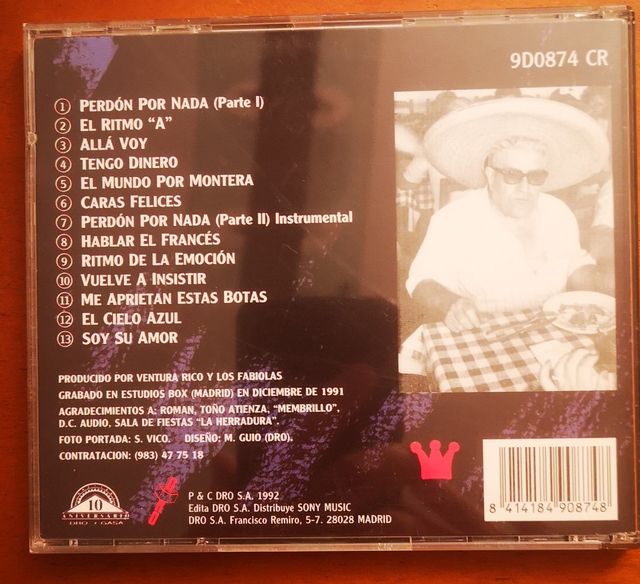 9D0874 CR
1 PERDÓN POR NADA (Parte I)
2 EL RITMO “A”
3 ALLÁ VOY
4 TENGO DINERO
5 EL MUNDO POR MONTERA
6 CARAS FELICES
7 PERDÓN POR NADA (Parte II) Instrumental
8 HABLAR EL FRANCÉS
9 RITMO DE LA EMOCIÓN
10 VUELVE A INSISTIR
11 ME APRIETAN ESTAS BOTAS
12 EL CIELO AZUL
13 SOY SU AMOR
PRODUCIDO POR VENTURA RICO Y LOS FABIOLAS
GRABADO EN ESTUDIOS BOX (MADRID) EN DICIEMBRE DE 1991
AGRADECIMIENTOS A: ROMAN, TOÑO ATIENZA, “MEMBRILLO”,
D.C. AUDIO, SALA DE FIESTAS “LA HERRADURA”.
FOTO PORTADA: S. VICO. DISEÑO: M. GUIO (DRO).
CONTRATACION: (983) 47 75 18
10
ANIVERSARIO
DRO • GASA
P & C DRO S.A. 1992
Edita DRO S.A. Distribuye SONY MUSIC
DRO S.A. Francisco Remiro, 5-7. 28028 MADRID
8 414184 908748